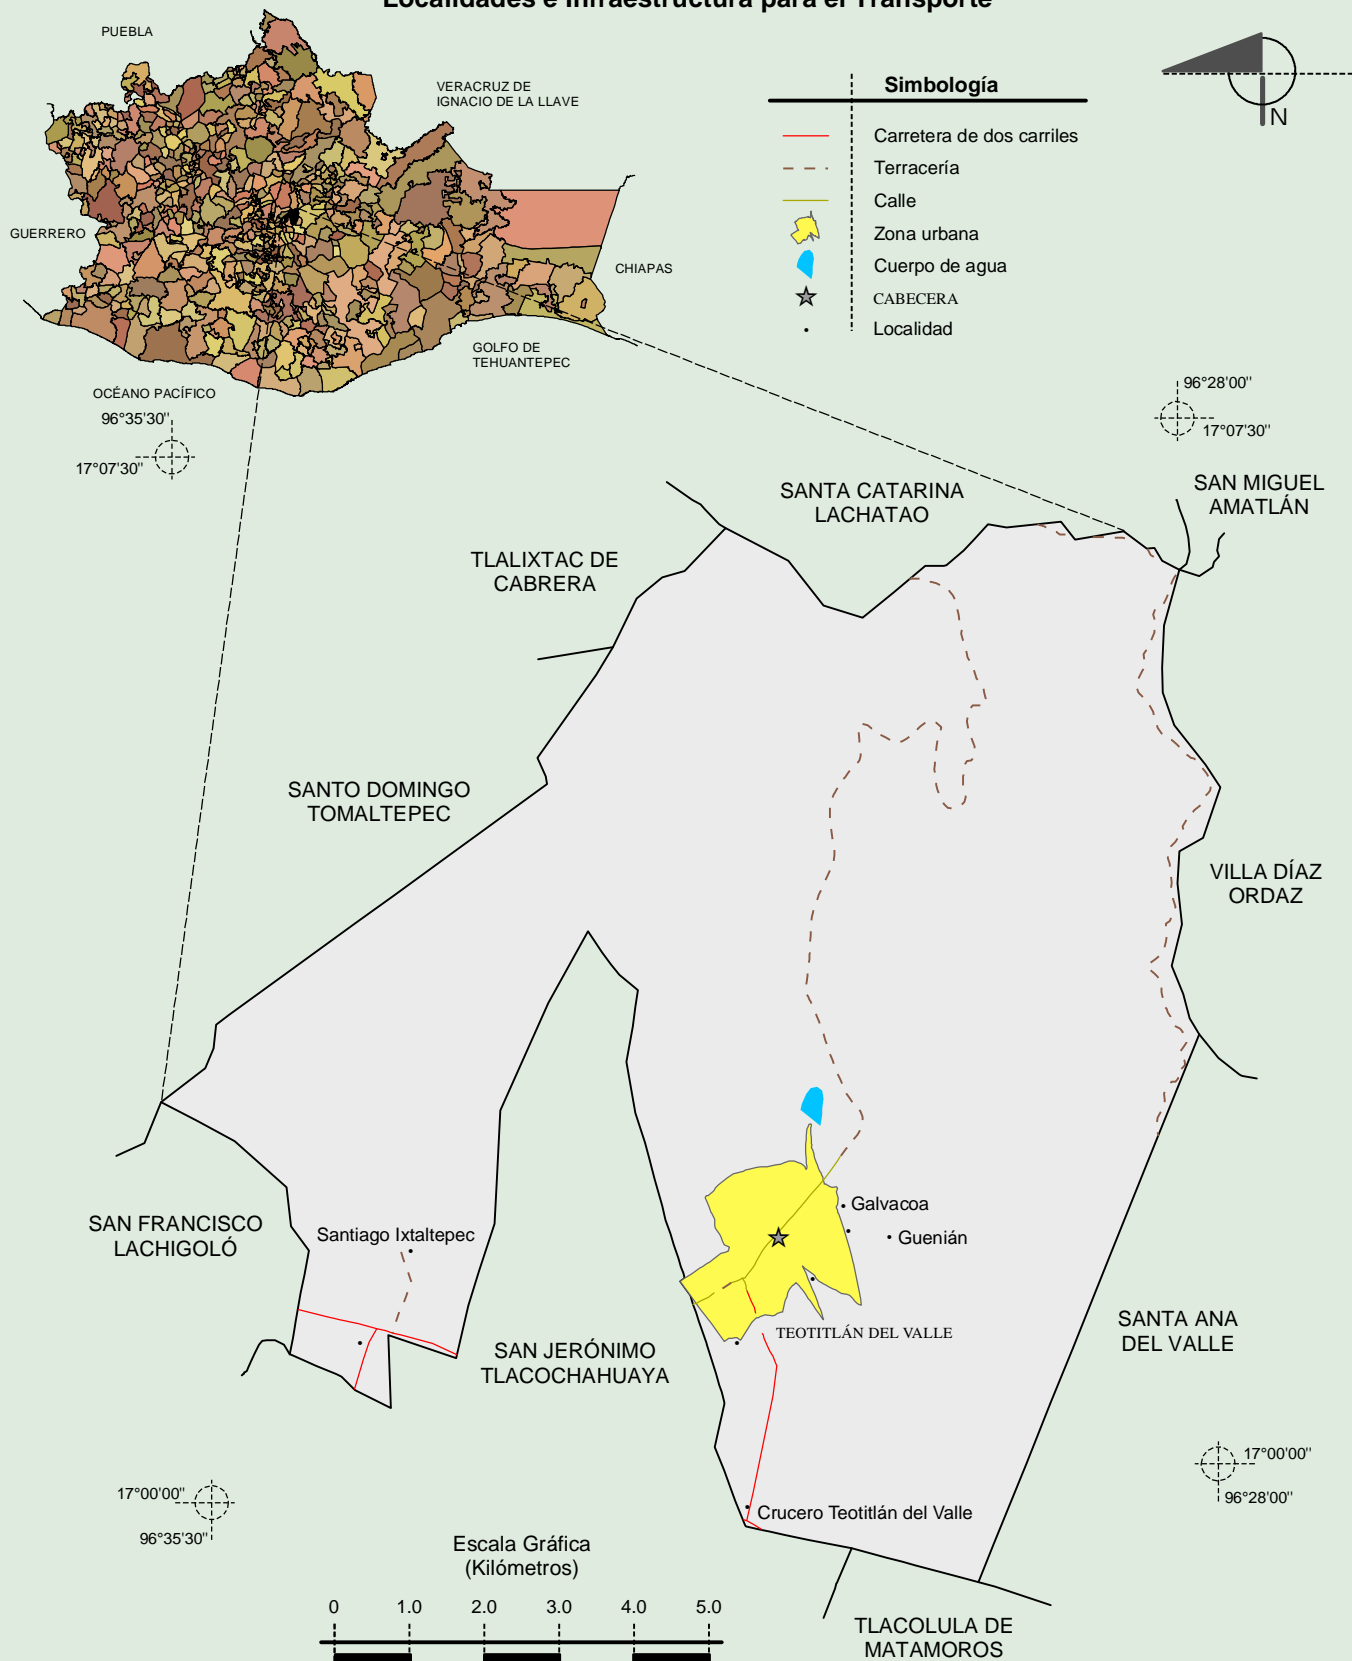 Localidades e Infraestructura para el Transporte
PUEBLA
VERACRUZ DE
IGNACIO DE LA LLAVE
GUERRERO
CHIAPAS
GOLFO DE
TEHUANTEPEC
OCÉANO PACÍFICO
Simbología
Carretera de dos carriles
Terracería
Calle
Zona urbana
Cuerpo de agua
CABECERA
Localidad
N
96°35'30"
17°07'30"
96°28'00"
17°07'30"
SANTA CATARINA
LACHATAO
SAN MIGUEL
AMATLÁN
TLALIXTAC DE
CABRERA
SANTO DOMINGO
TOMALTEPEC
VILLA DÍAZ
ORDAZ
SAN FRANCISCO
LACHIGOLÓ
Santiago Ixtaltepec
Galvacoa
Guenián
TEOTITLÁN DEL VALLE
SAN JERÓNIMO
TLACOCHAHUAYA
SANTA ANA
DEL VALLE
Crucero Teotitlán del Valle
17°00'00"
96°35'30"
17°00'00"
96°28'00"
TLACOLULA DE
MATAMOROS
Escala Gráfica
(Kilómetros)
0 1.0 2.0 3.0 4.0 5.0